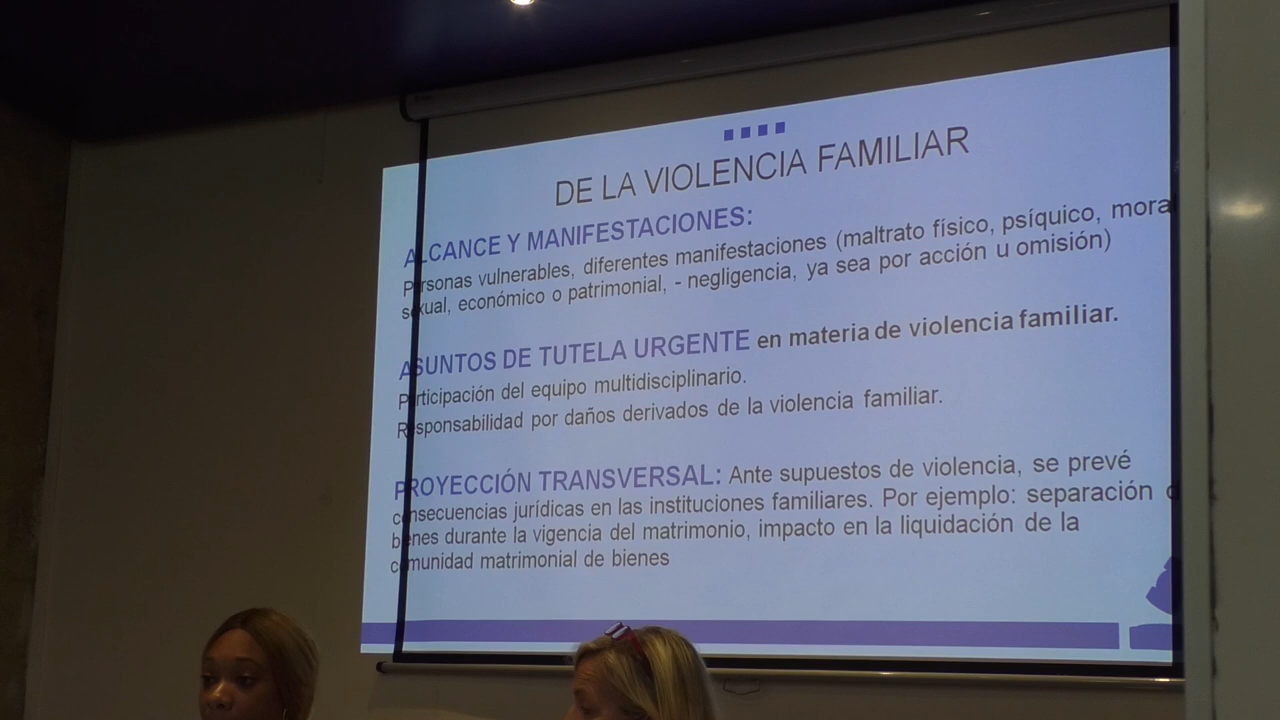 DE LA VIOLENCIA FAMILIAR
ALCANCE Y MANIFESTACIONES:
Personas vulnerables, diferentes manifestaciones (maltrato físico, psíquico, moral
sexual, económico o patrimonial, - negligencia, ya sea por acción u omisión)
ASUNTOS DE TUTELA URGENTE en materia de violencia familiar.
Participación del equipo multidisciplinario.
Responsabilidad por daños derivados de la violencia familiar.
PROYECCIÓN TRANSVERSAL: Ante supuestos de violencia, se prevé
consecuencias jurídicas en las instituciones familiares. Por ejemplo: separación d
bienes durante la vigencia del matrimonio, impacto en la liquidación de la
comunidad matrimonial de bienes